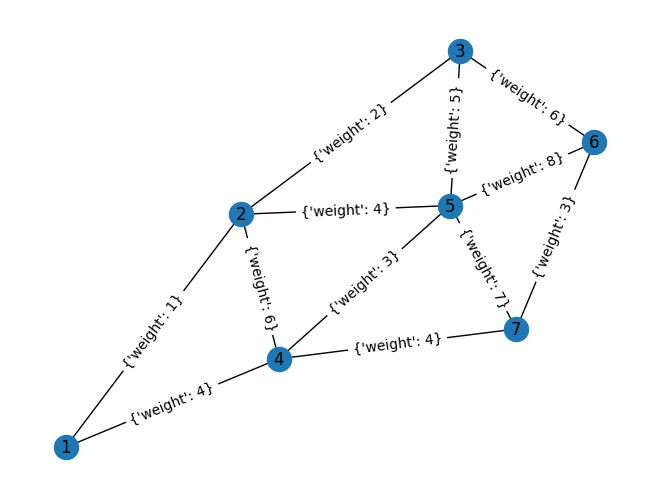 3
{'weight': 6}
{'weight': 5}
{'weight': 2}
6
{'weight': 8}
5
{'weight': 4}
2
{'weight': 3}
{'weight': 7}
{'weight': 3}
{'weight': 6}
{'weight': 1}
7
{'weight': 4}
4
{'weight': 4}
1